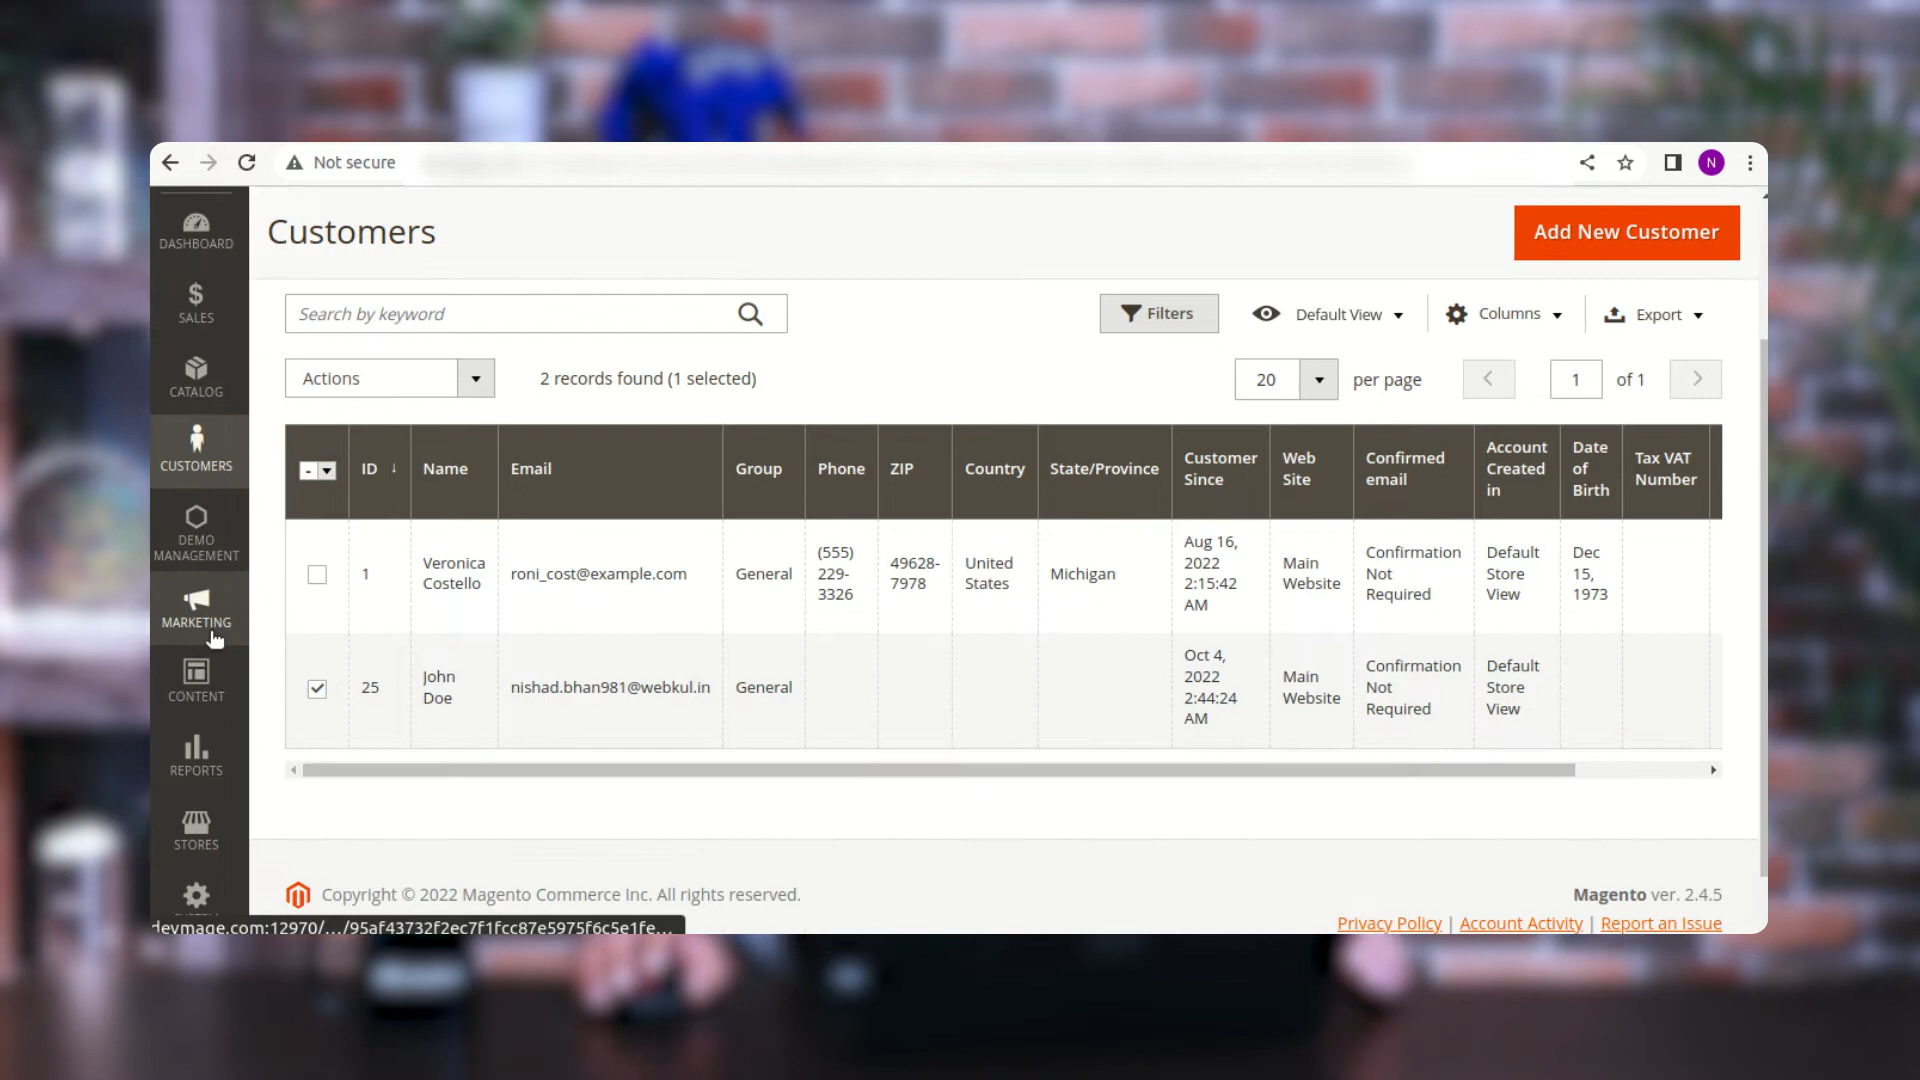 Not secure
N
DASHBOARD
$
SALES
CATALOG
CUSTOMERS
DEMO
MANAGEMENT
MARKETING
CONTENT
REPORTS
STORES
Customers
Add New Customer
Search by keyword
Filters
Default View
Columns
Export
Actions
2 records found (1 selected)
20
per page
1
of 1
-
ID ↓
Name
Email
Group
Phone
ZIP
Country
State/Province
Customer
Since
Web
Site
Confirmed
email
Account
Created
in
Date
of
Birth
Tax VAT
Number
1
Veronica
Costello
roni_cost@example.com
General
(555)
229-
3326
49628-
7978
United
States
Michigan
Aug 16,
2022
2:15:42
AM
Main
Website
Confirmation
Not
Required
Default
Store
View
Dec
15,
1973
25
John
Doe
nishad.bhan981@webkul.in
General
Oct 4,
2022
2:44:24
AM
Main
Website
Confirmation
Not
Required
Default
Store
View
Copyright © 2022 Magento Commerce Inc. All rights reserved.
Magento ver. 2.4.5
Privacy Policy | Account Activity | Report an Issue
devmage.com:12970/.../95af43732f2ec7f1fcc87e5975f6c5e1fe...